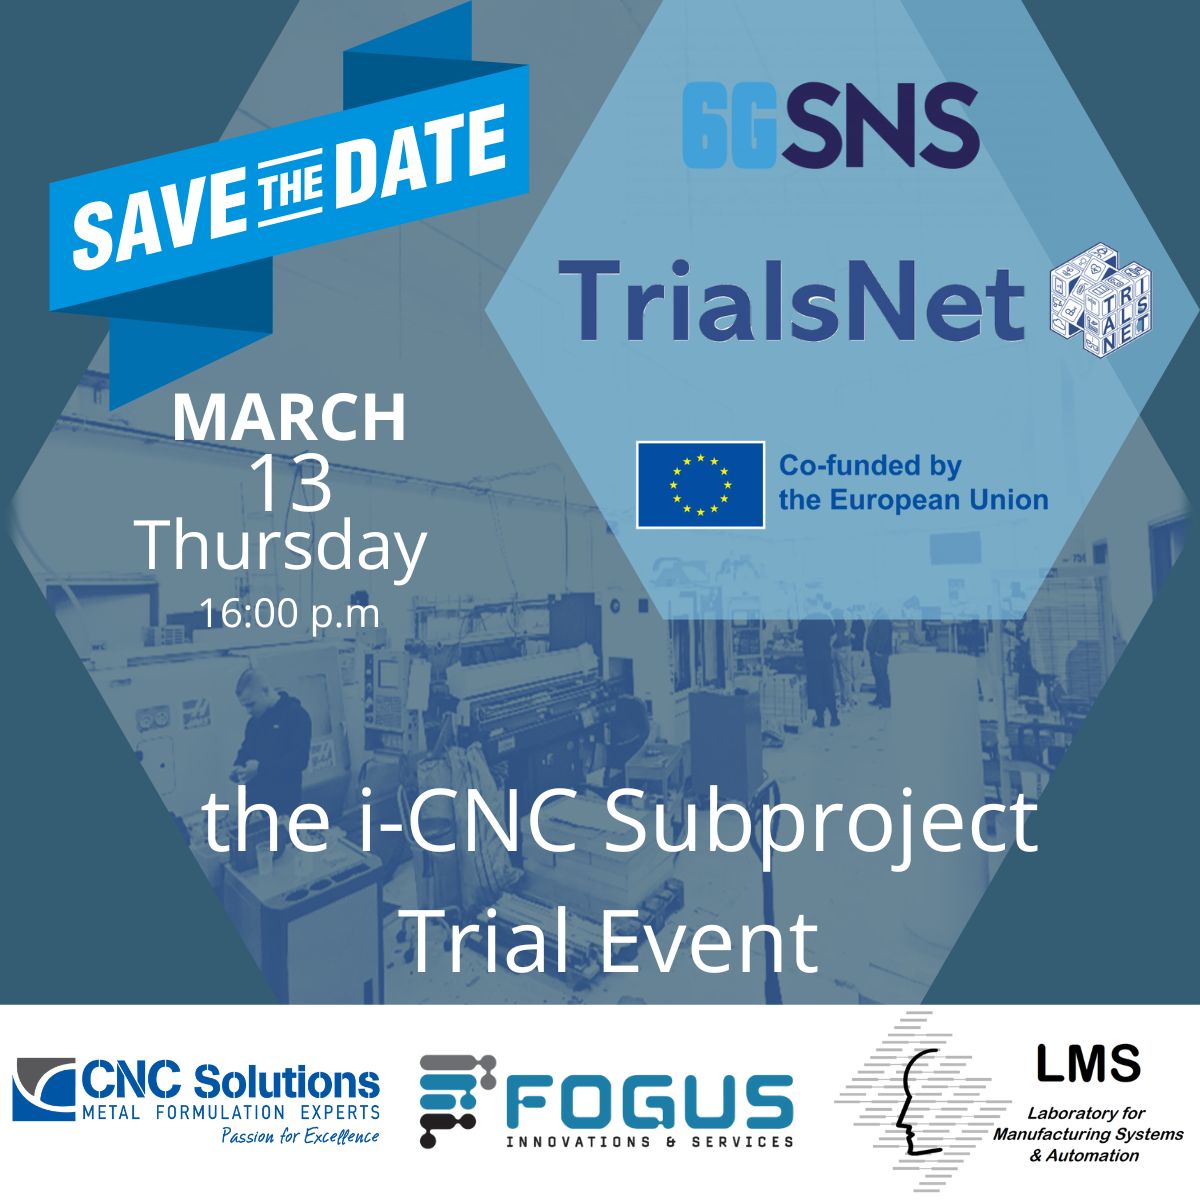 SAVE THE DATE
6GSNS
TrialsNet
TRI
ALS
NET
MARCH
13
Thursday
16:00 p.m
Co-funded by
the European Union
the i-CNC Subproject
Trial Event
CNC Solutions
METAL FORMULATION EXPERTS
Passion for Excellence
FOGUS
INNOVATIONS & SERVICES
LMS
Laboratory for
Manufacturing Systems
& Automation